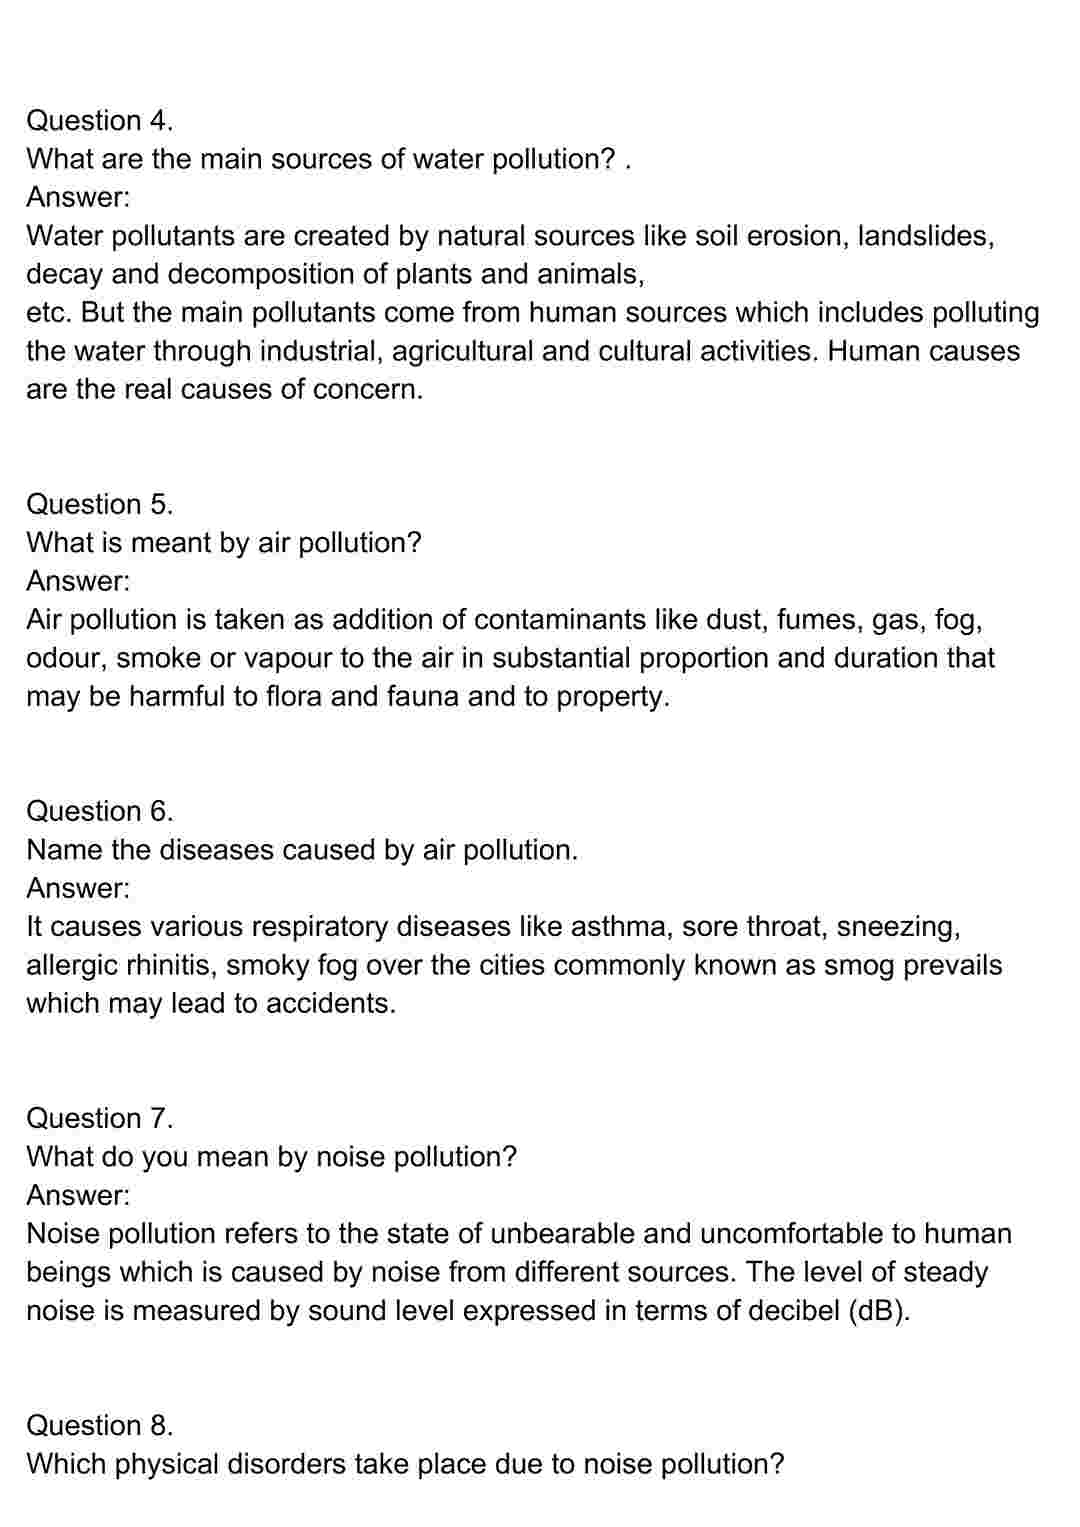 Question 4.
What are the main sources of water pollution? .
Answer:
Water pollutants are created by natural sources like soil erosion, landslides,
decay and decomposition of plants and animals,
etc. But the main pollutants come from human sources which includes polluting
the water through industrial, agricultural and cultural activities. Human causes
are the real causes of concern.
Question 5.
What is meant by air pollution?
Answer:
Air pollution is taken as addition of contaminants like dust, fumes, gas, fog,
odour, smoke or vapour to the air in substantial proportion and duration that
may be harmful to flora and fauna and to property.
Question 6.
Name the diseases caused by air pollution.
Answer:
It causes various respiratory diseases like asthma, sore throat, sneezing,
allergic rhinitis, smoky fog over the cities commonly known as smog prevails
which may lead to accidents.
Question 7.
What do you mean by noise pollution?
Answer:
Noise pollution refers to the state of unbearable and uncomfortable to human
beings which is caused by noise from different sources. The level of steady
noise is measured by sound level expressed in terms of decibel (dB).
Question 8.
Which physical disorders take place due to noise pollution?